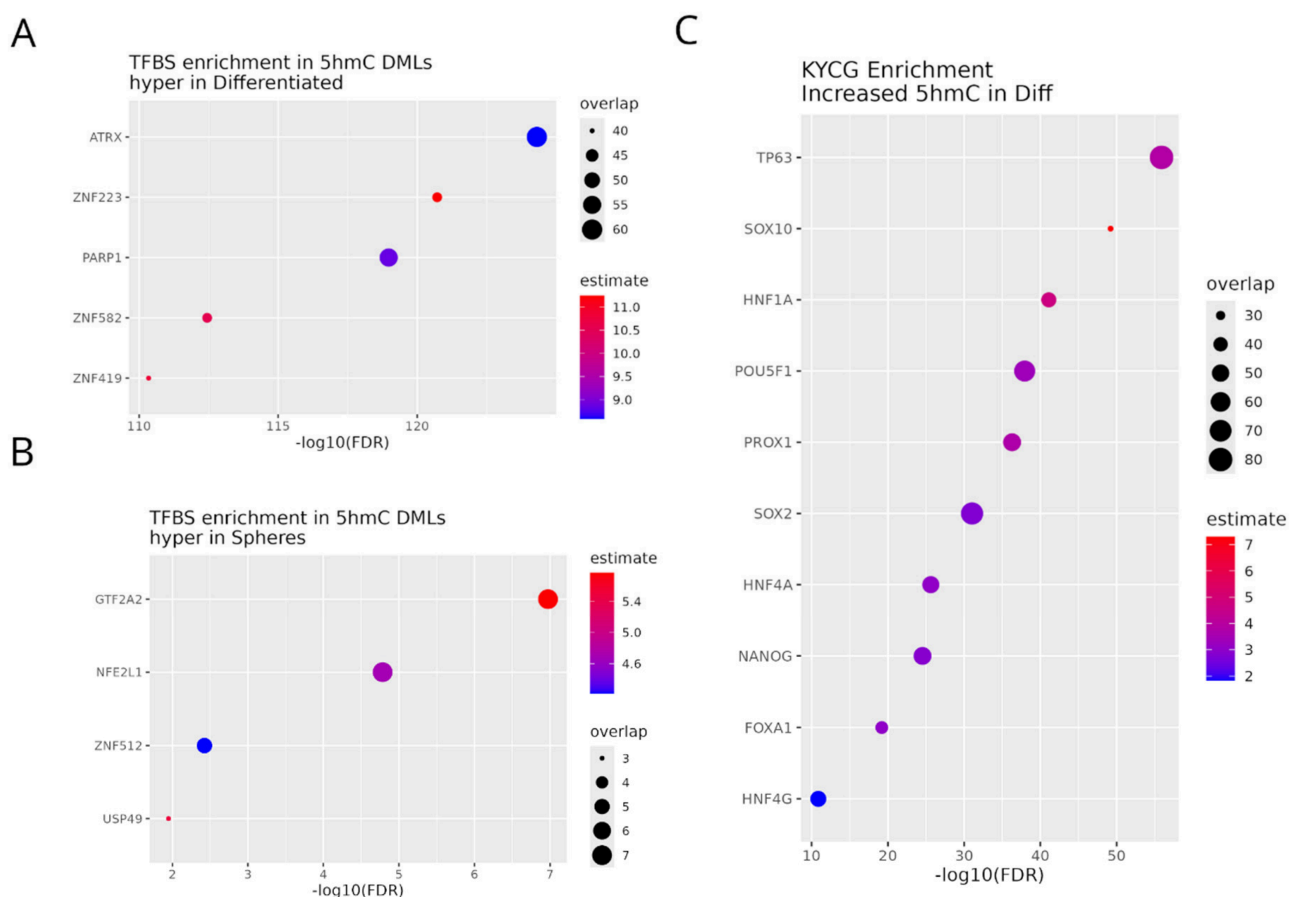 A
TFBS enrichment in 5hmC DMLs
hyper in Differentiated
ATRX
ZNF223
PARP1
ZNF582
ZNF419
110 115 120
-log10(FDR)
overlap
40
45
50
55
60
estimate
11.0
10.5
10.0
9.5
9.0
B
TFBS enrichment in 5hmC DMLs
hyper in Spheres
GTF2A2
NFE2L1
ZNF512
USP49
2 3 4 5 6 7
-log10(FDR)
estimate
5.4
5.0
4.6
overlap
3
4
5
6
7
C
KYCG Enrichment
Increased 5hmC in Diff
TP63
SOX10
HNF1A
POU5F1
PROX1
SOX2
HNF4A
NANOG
FOXA1
HNF4G
10 20 30 40 50
-log10(FDR)
overlap
30
40
50
60
70
80
estimate
7
6
5
4
3
2